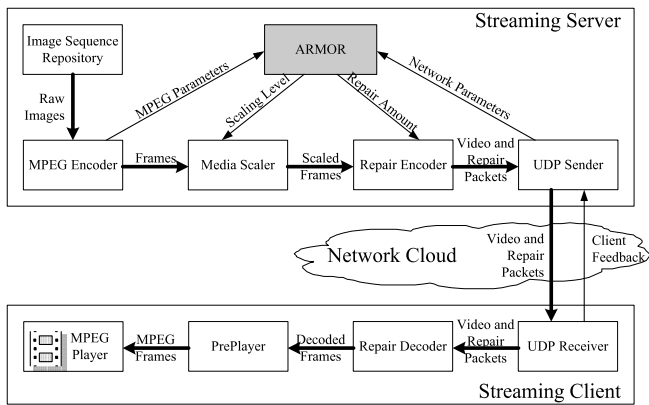 Streaming Server
Image Sequence
Repository
ARMOR
Raw
Images
MPEG Parameters
Scaling Level
Repair Amount
Network Parameters
MPEG Encoder
Frames
Media Scaler
Scaled
Frames
Repair Encoder
Video and
Repair
Packets
UDP Sender
Network Cloud
Video and
Repair
Packets
Client
Feedback
MPEG
Player
MPEG
Frames
PrePlayer
Decoded
Frames
Repair Decoder
Video and
Repair
Packets
UDP Receiver
Streaming Client